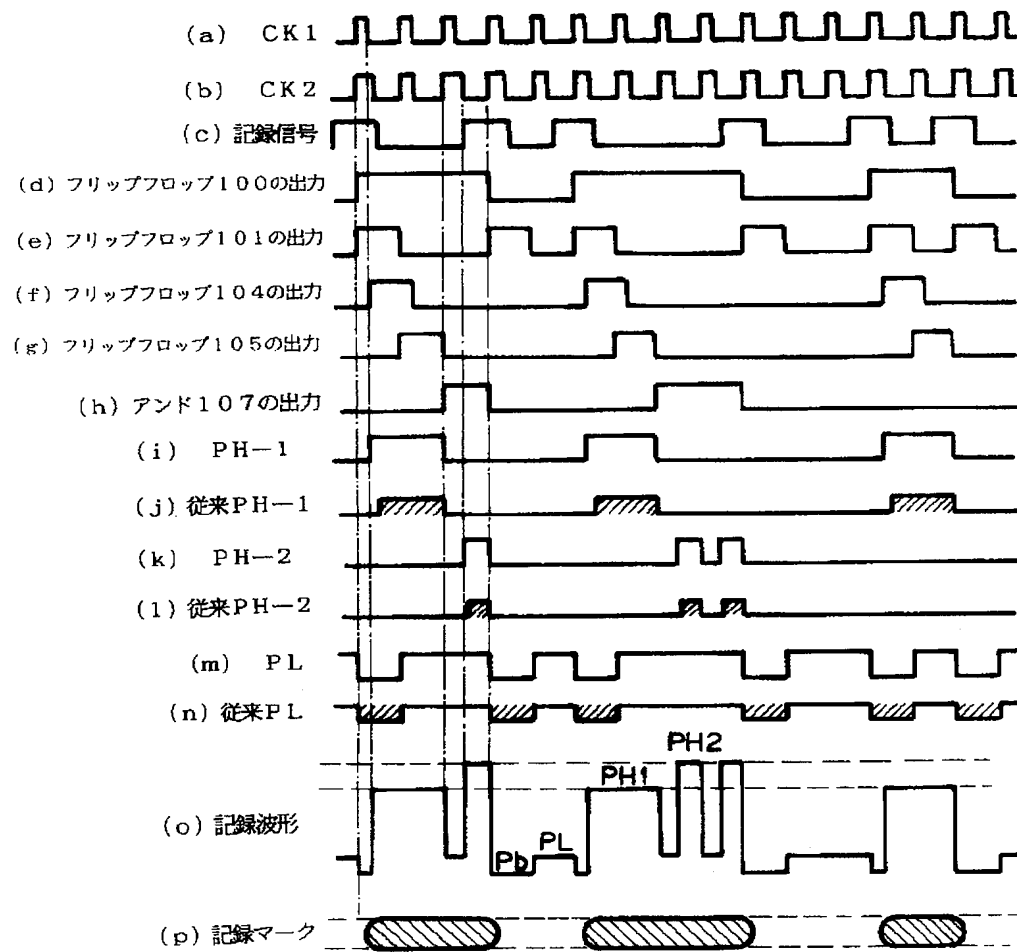 (a) CK1
(b) CK2
(c) 記録信号
(d) フリップフロップ100の出力
(e) フリップフロップ101の出力
(f) フリップフロップ104の出力
(g) フリップフロップ105の出力
(h) アンド107の出力
(i) PH-1
(j) 従来PH-1
(k) PH-2
(l) 従来PH-2
(m) PL
(n) 従来PL
PH2
PH1
(o) 記録波形
PL
Pb
(p) 記録マーク